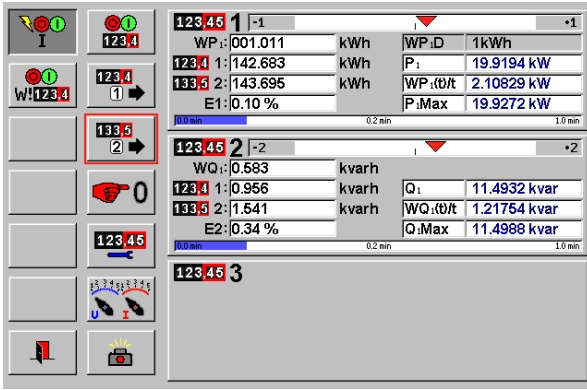 I
123,4
W!123,4
123,4
1
133,5
2
0
123,45
U I
123,45 1 -1 +1
WP₁: 001.011 kWh WP₁D 1kWh
123,4 1: 142.683 kWh P₁ 19.9194 kW
133,5 2: 143.695 kWh WP₁(t)/t 2.10829 kW
E1: 0.10 % P₁Max 19.9272 kW
0.0 min 0.2 min 1.0 min
123,45 2 -2 +2
WQ₁: 0.583 kvarh
123,4 1: 0.956 kvarh Q₁ 11.4932 kvar
133,5 2: 1.541 kvarh WQ₁(t)/t 1.21754 kvar
E2: 0.34 % Q₁Max 11.4988 kvar
0.0 min 0.2 min 1.0 min
123,45 3